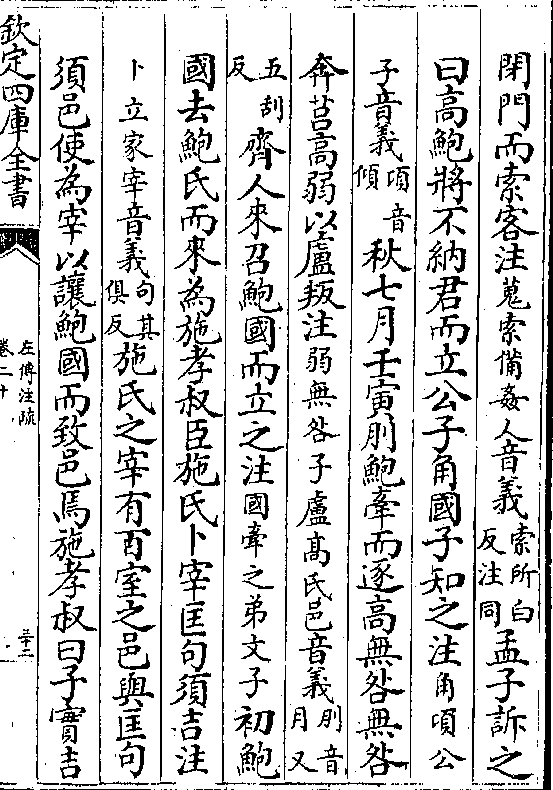 閉門而索客注蒐索備姦人音義索所白反注同孟子訴之
曰高鮑將不納君而立公子角國子知之注角頃公
子音義頃音傾秋七月壬寅刖鮑牽而逐高無咎無咎
奔莒高弱以盧叛注弱無咎子盧髙氏邑音義刖音月又
五刮反齊人來召鮑國而立之注國牽之弟文子初鮑
國去鮑氏而來為施孝叔臣施氏卜宰匡句須吉注
卜立家宰音義句其俱反施氏之宰有百室之邑與匡句
須邑使為宰以讓鮑國而致邑焉施孝叔曰子實吉
欽定四庫全書
左傳注疏
卷二十
三十二